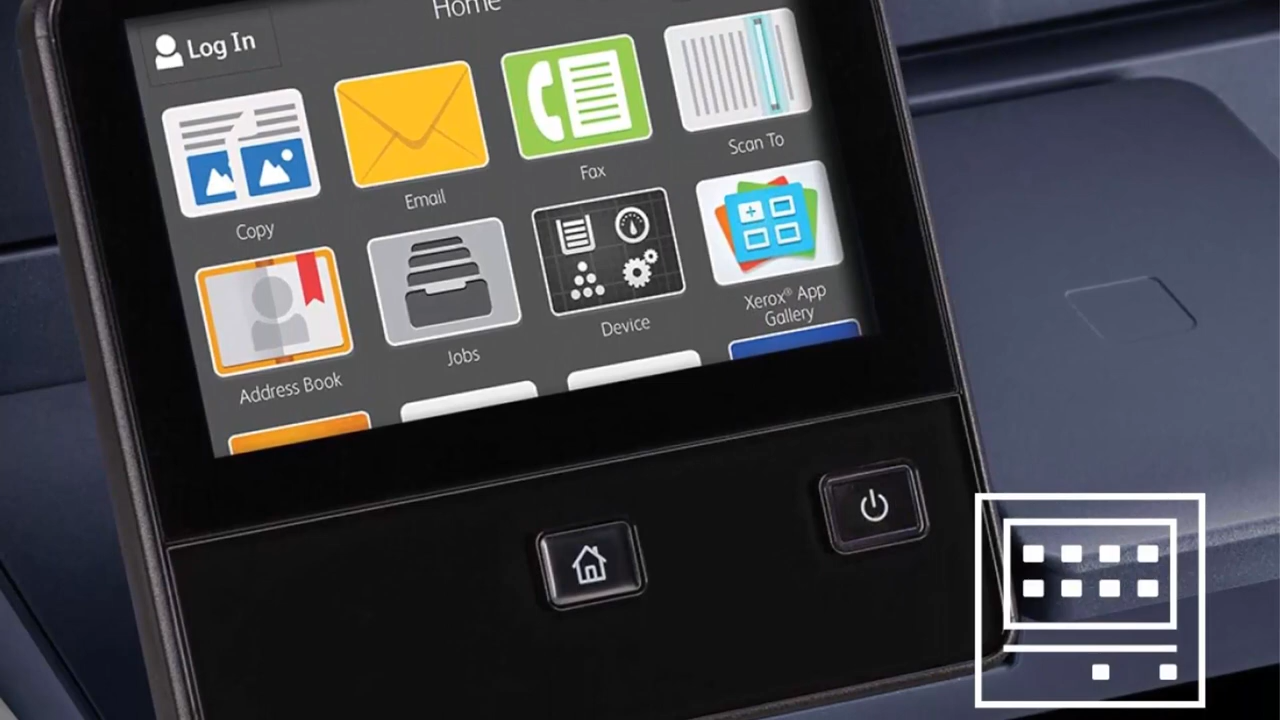 Home
Log In
Copy
Email
Fax
Scan To
Address Book
Jobs
Device
Xerox® App
Gallery